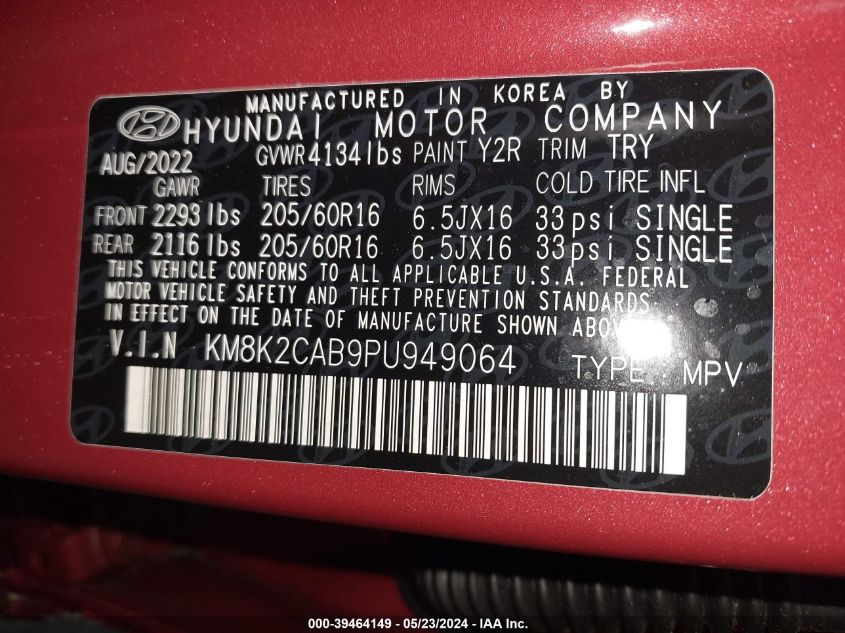 MANUFACTURED IN KOREA BY
HYUNDAI MOTOR COMPANY
AUG/2022 GVWR 4134 lbs PAINT Y2R TRIM TRY
GAWR TIRES RIMS COLD TIRE INFL
FRONT 2293 lbs 205/60R16 6.5JX16 33psi SINGLE
REAR 2116 lbs 205/60R16 6.5JX16 33psi SINGLE
THIS VEHICLE CONFORMS TO ALL APPLICABLE U.S.A. FEDERAL
MOTOR VEHICLE SAFETY AND THEFT PREVENTION STANDARDS
IN EFFECT ON THE DATE OF MANUFACTURE SHOWN ABOVE
V.I.N KM8K2CAB9PU949064 TYPE MPV
000-39464149 - 05/23/2024 - IAA Inc.